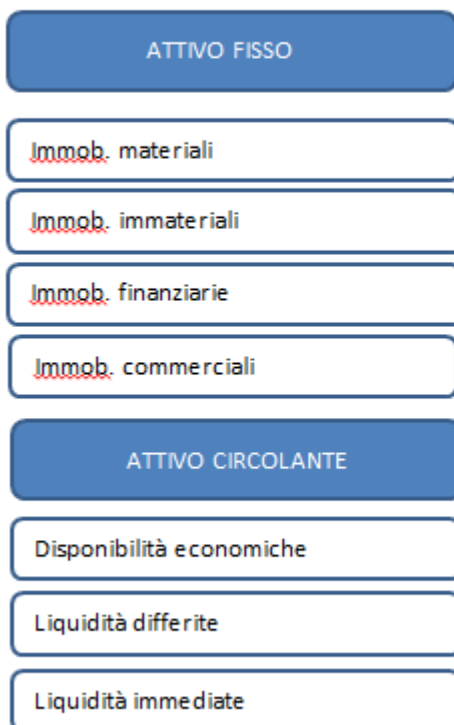 ATTIVO FISSO
Immob. materiali
Immob. immateriali
Immob. finanziarie
Immob. commerciali
ATTIVO CIRCOLANTE
Disponibilità economiche
Liquidità differite
Liquidità immediate